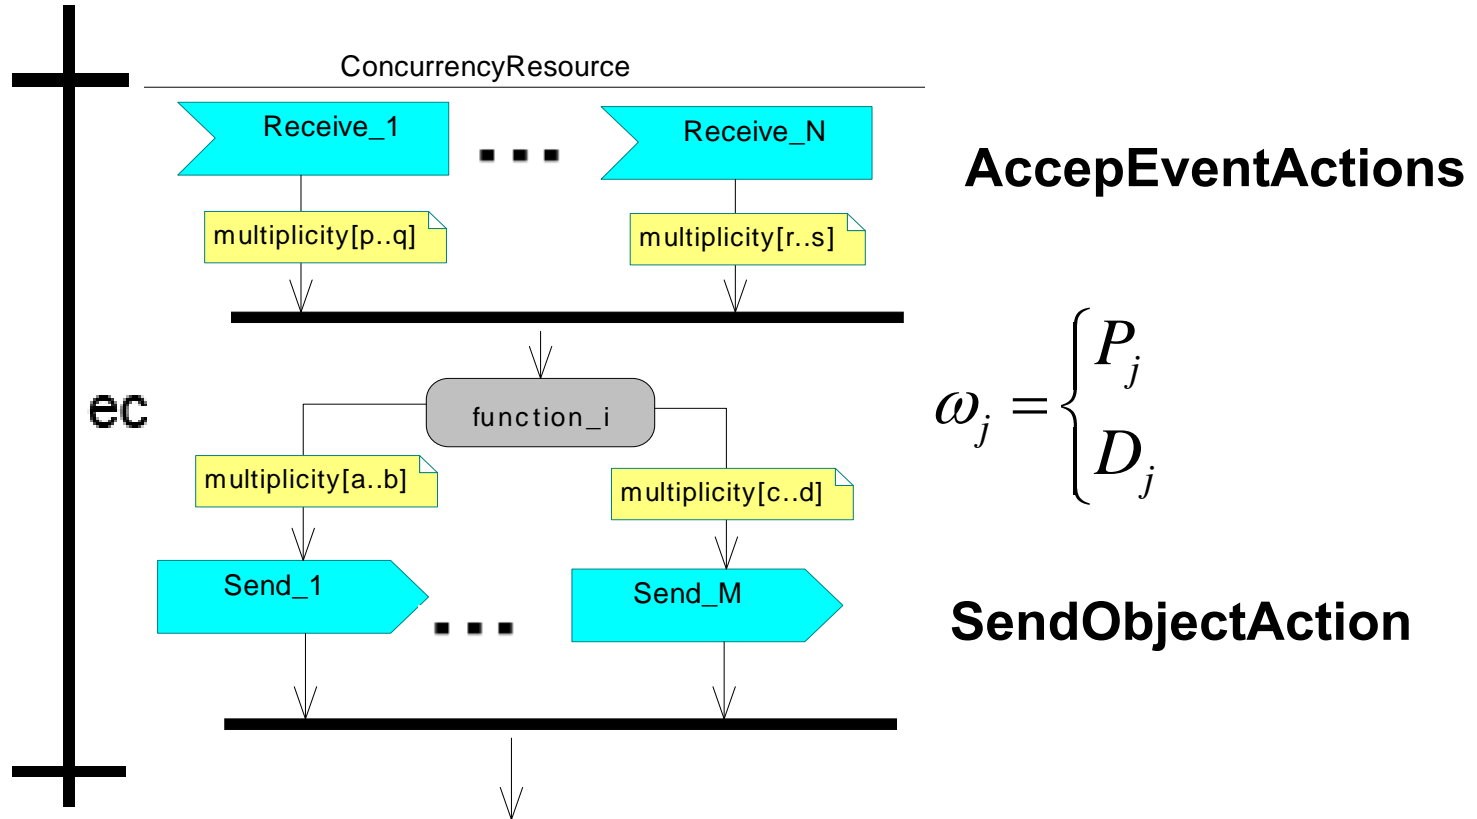 ConcurrencyResource
Receive_1
Receive_N
AccepEventActions
multiplicity[p..q]
multiplicity[r..s]
ec
function_i
ω_j = { P_j
D_j
multiplicity[a..b]
multiplicity[c..d]
Send_1
Send_M
SendObjectAction